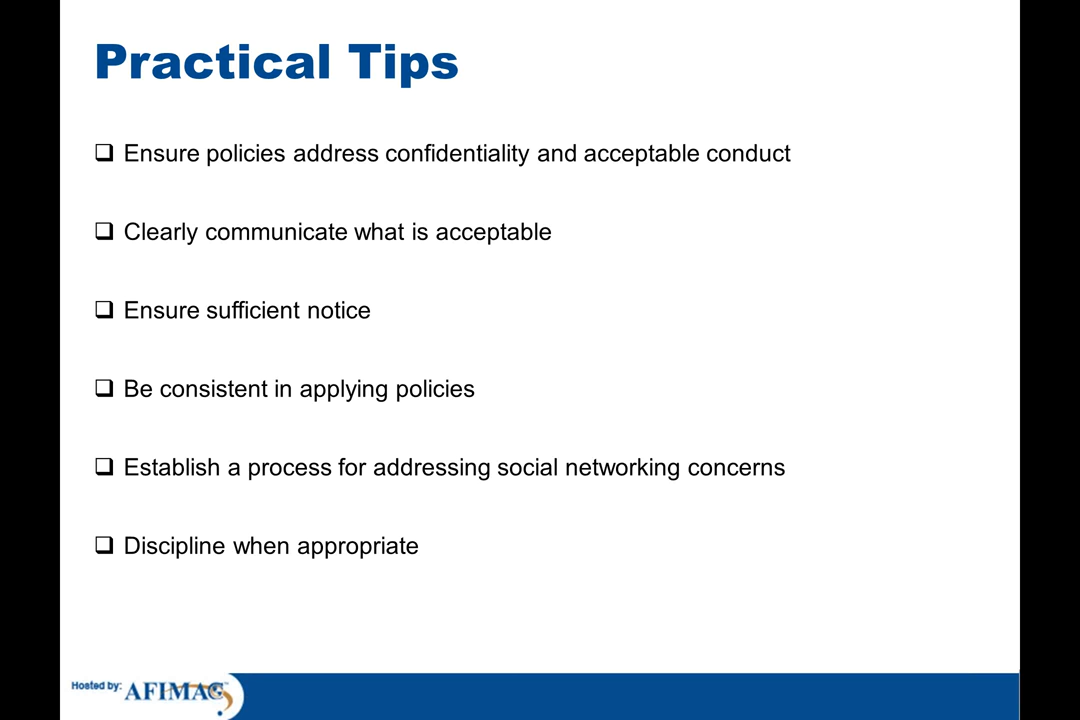 Practical Tips
❑ Ensure policies address confidentiality and acceptable conduct
❑ Clearly communicate what is acceptable
❑ Ensure sufficient notice
❑ Be consistent in applying policies
❑ Establish a process for addressing social networking concerns
❑ Discipline when appropriate
Hosted by: AFIMAC™